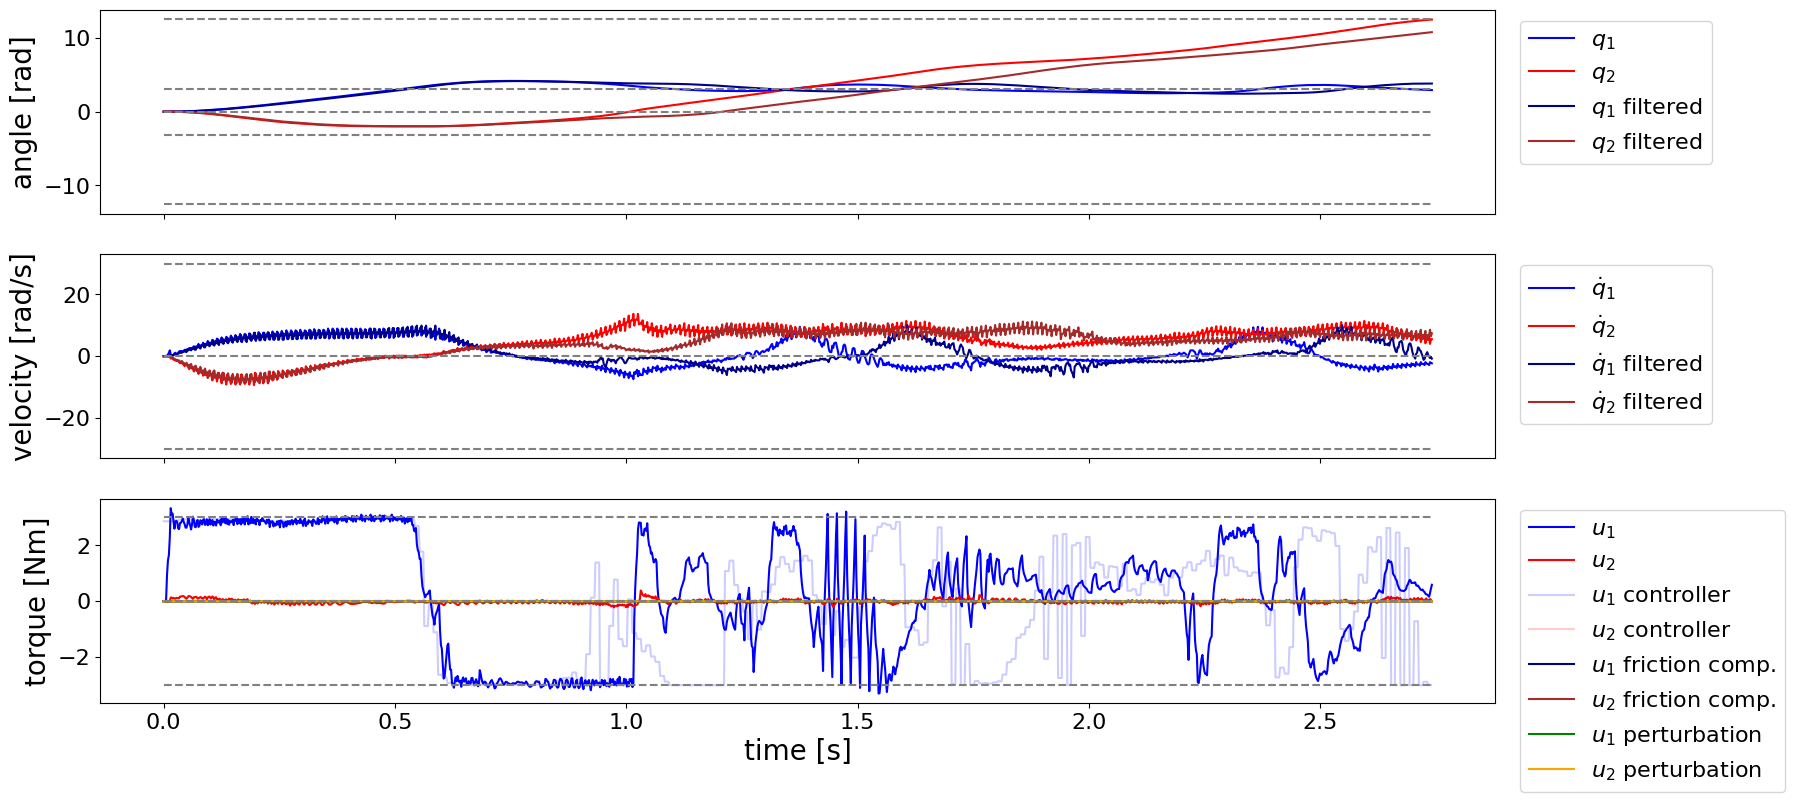 angle [rad]
10
0
−10
q₁
q₂
q₁ filtered
q₂ filtered
velocity [rad/s]
20
0
−20
q̇₁
q̇₂
q̇₁ filtered
q̇₂ filtered
torque [Nm]
2
0
−2
0.0 0.5 1.0 1.5 2.0 2.5
time [s]
u₁
u₂
u₁ controller
u₂ controller
u₁ friction comp.
u₂ friction comp.
u₁ perturbation
u₂ perturbation